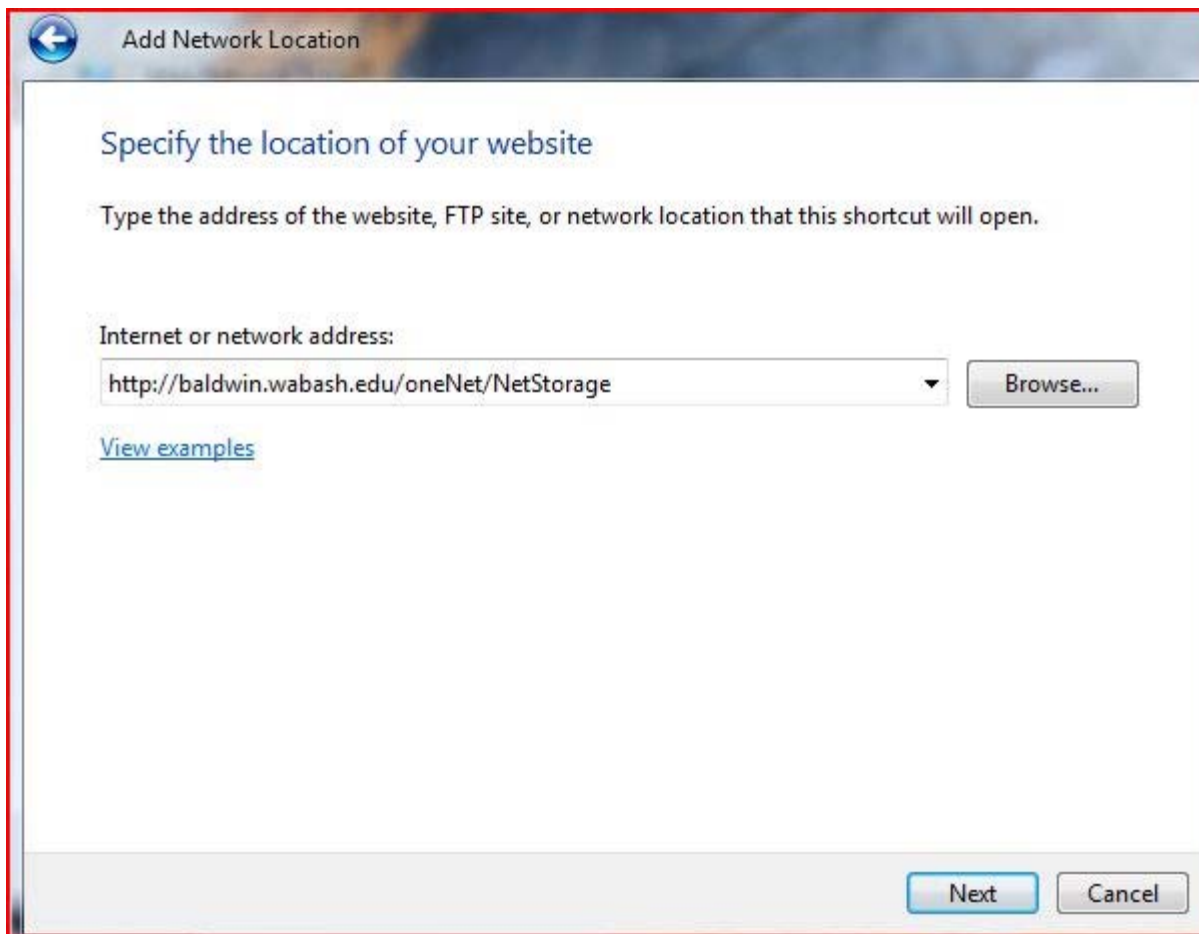 Add Network Location
Specify the location of your website
Type the address of the website, FTP site, or network location that this shortcut will open.
Internet or network address:
http://baldwin.wabash.edu/oneNet/NetStorage
Browse...
View examples
Next
Cancel